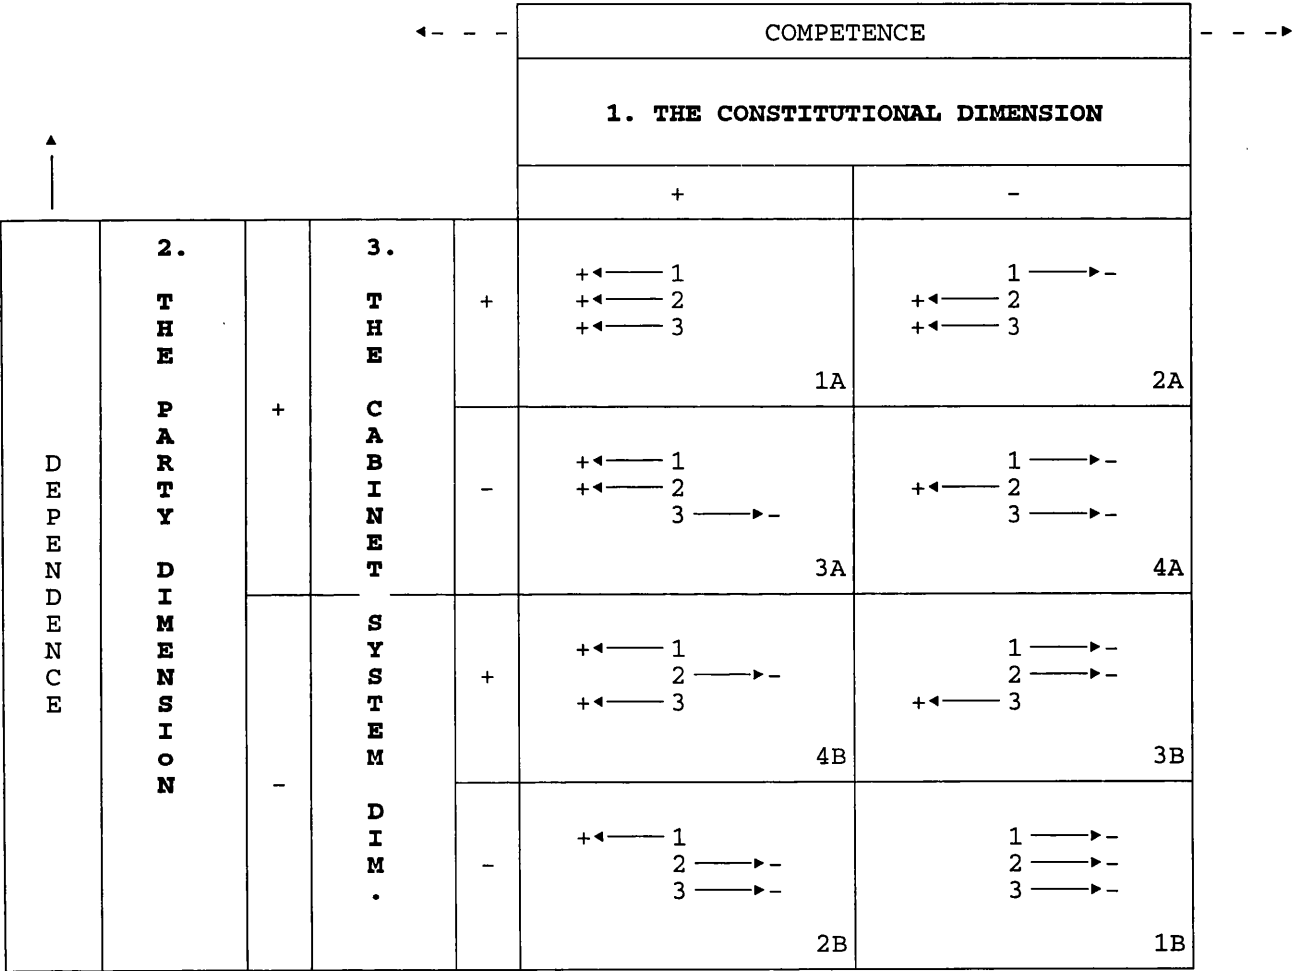 COMPETENCE
1. THE CONSTITUTIONAL DIMENSION
+ -
DEPENDENCE
2. THE PARTY DIMENSION
+
-
3. THE CABINET SYSTEM DIM.
+
+ 1
+ 2
+ 3
1A
1 -
+ 2
+ 3
2A
-
+ 1
+ 2
3 -
3A
1 -
+ 2
3 -
4A
+
+ 1
2 -
+ 3
4B
1 -
2 -
+ 3
3B
-
+ 1
2 -
3 -
2B
1 -
2 -
3 -
1B